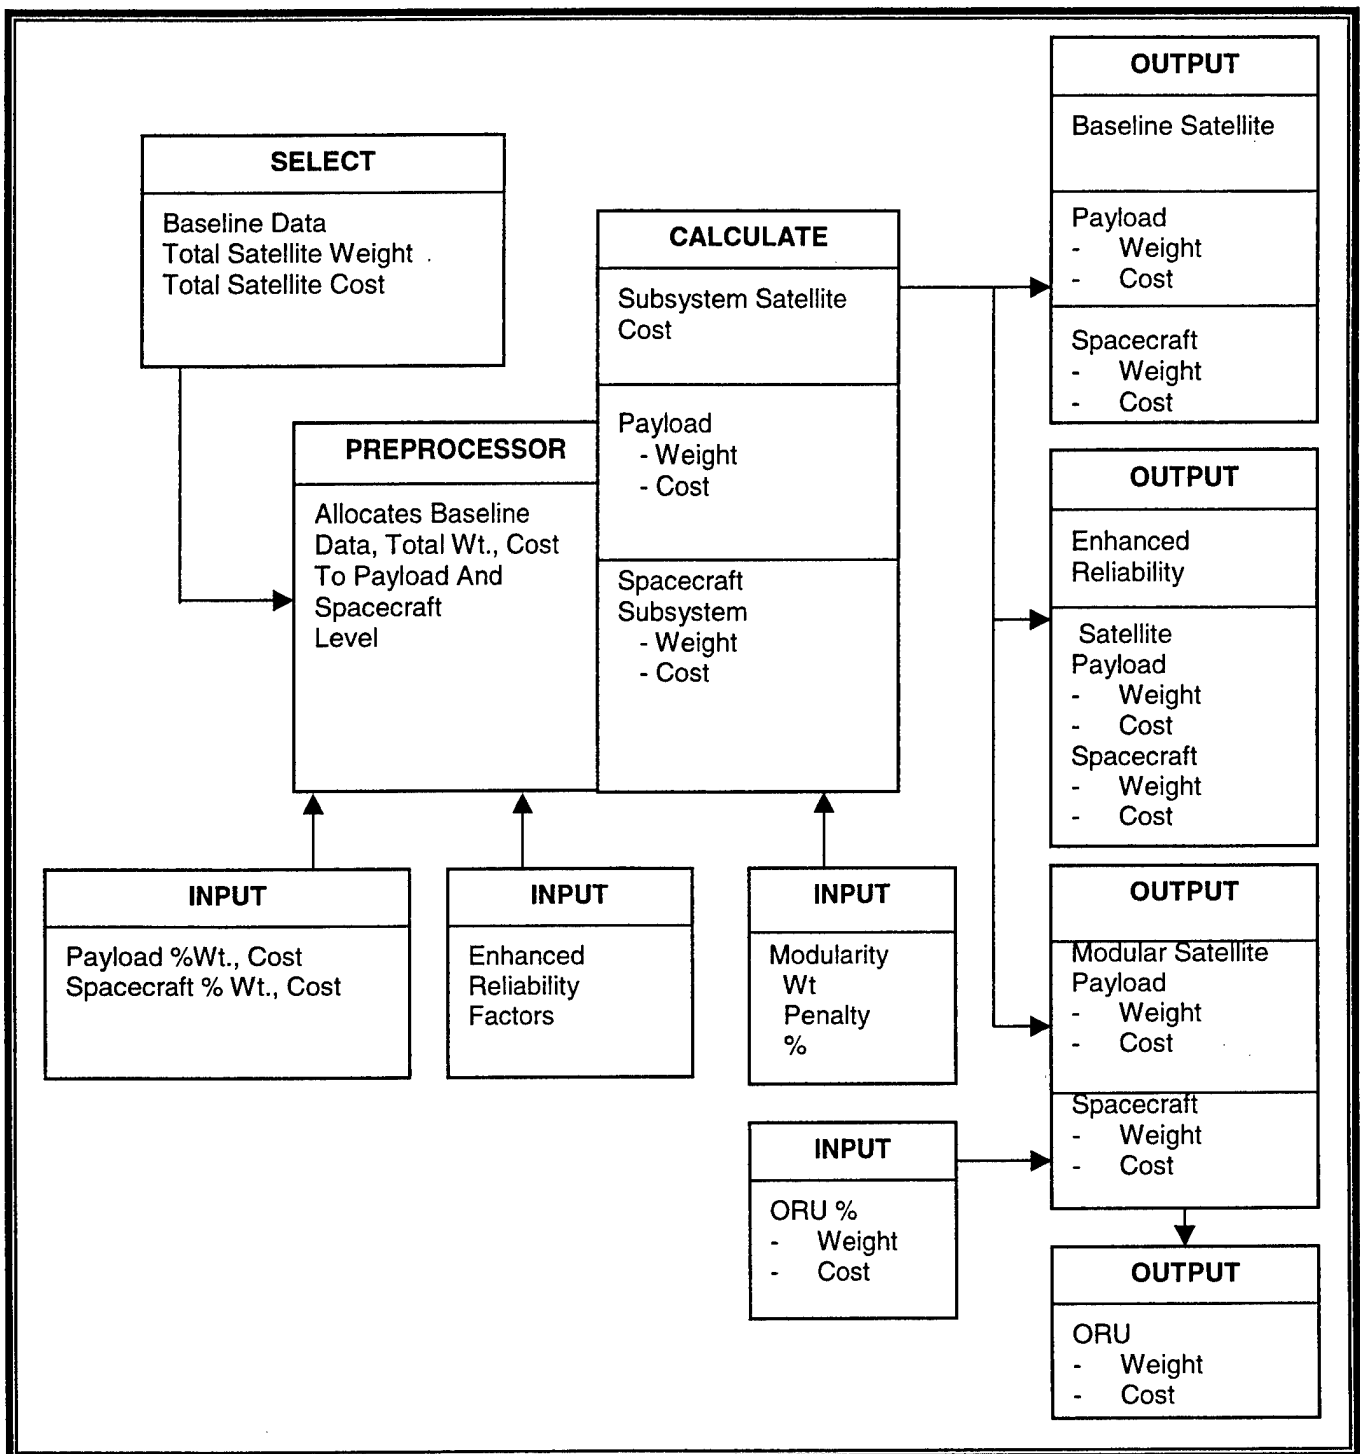 SELECT
Baseline Data
Total Satellite Weight
Total Satellite Cost
PREPROCESSOR
Allocates Baseline
Data, Total Wt., Cost
To Payload And
Spacecraft
Level
CALCULATE
Subsystem Satellite
Cost
Payload
- Weight
- Cost
Spacecraft
Subsystem
- Weight
- Cost
INPUT
Payload %Wt., Cost
Spacecraft % Wt., Cost
INPUT
Enhanced
Reliability
Factors
INPUT
Modularity
Wt
Penalty
%
INPUT
ORU %
- Weight
- Cost
OUTPUT
Baseline Satellite
Payload
- Weight
- Cost
Spacecraft
- Weight
- Cost
OUTPUT
Enhanced
Reliability
Satellite
Payload
- Weight
- Cost
Spacecraft
- Weight
- Cost
OUTPUT
Modular Satellite
Payload
- Weight
- Cost
Spacecraft
- Weight
- Cost
OUTPUT
ORU
- Weight
- Cost